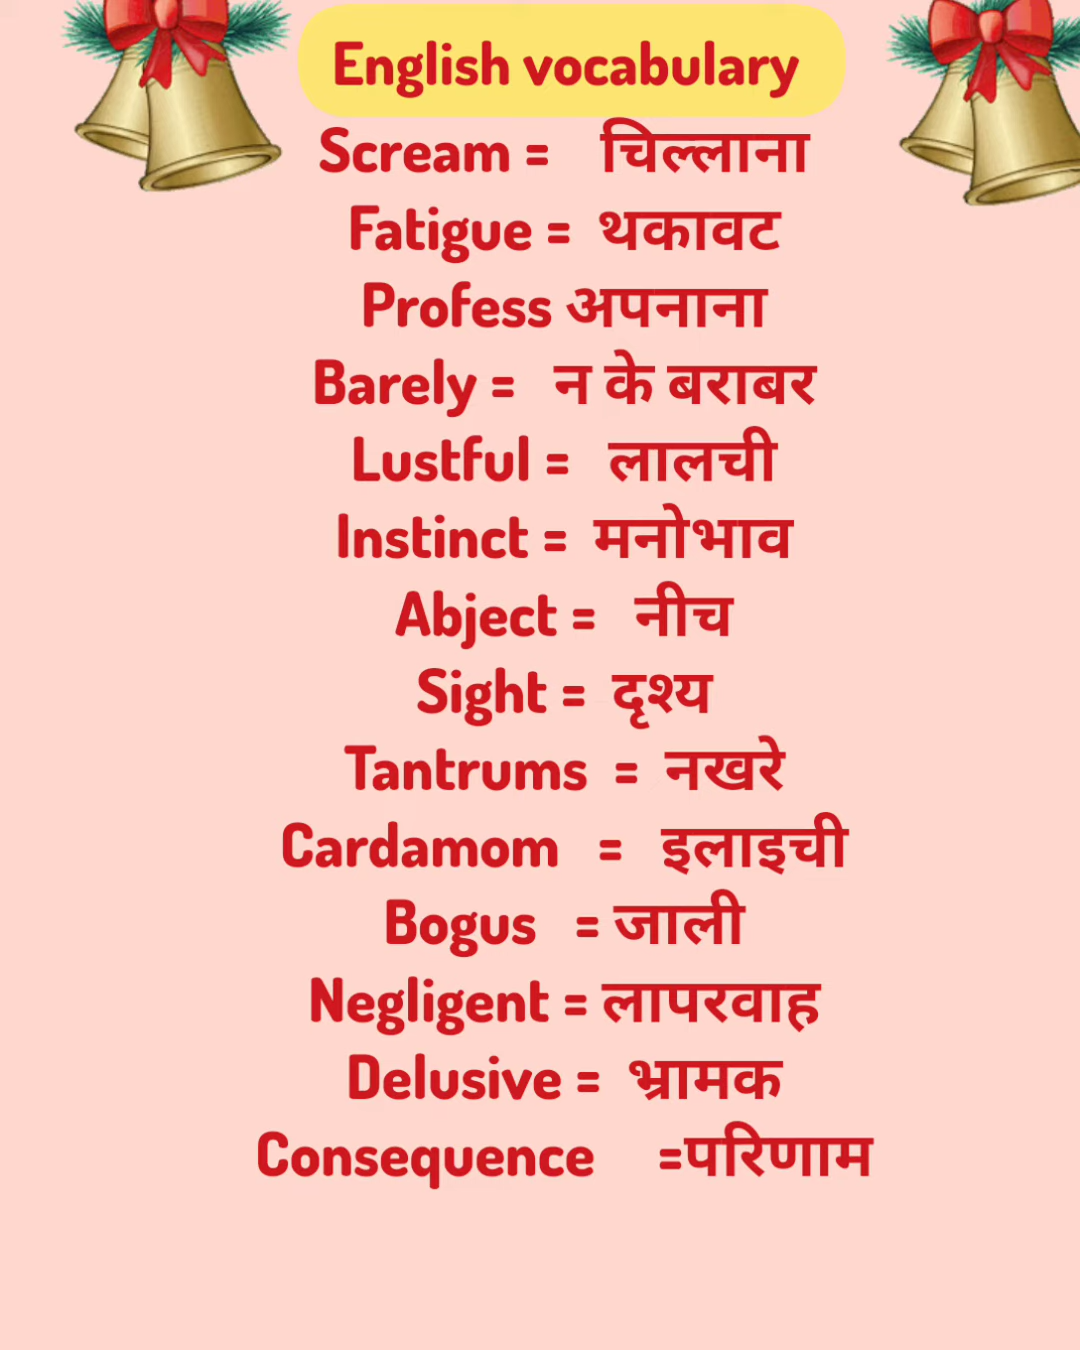 English vocabulary
Scream = चिल्लाना
Fatigue = थकावट
Profess अपनाना
Barely = न के बराबर
Lustful = लालची
Instinct = मनोभाव
Abject = नीच
Sight = दृश्य
Tantrums = नखरे
Cardamom = इलाइची
Bogus = जाली
Negligent = लापरवाह
Delusive = भ्रामक
Consequence =परिणाम